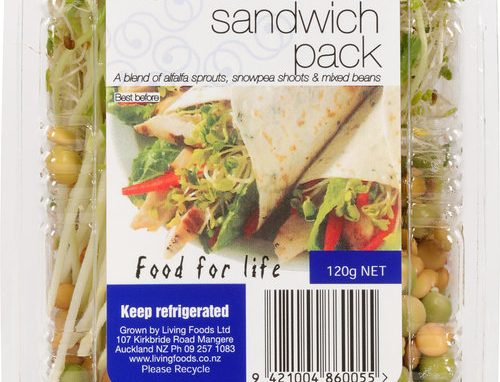 sandwich
pack
A blend of alfalfa sprouts, snowpea shoots & mixed beans
Best before
Food for life
120g NET
Keep refrigerated
Grown by Living Foods Ltd
107 Kirkbride Road Mangere
Auckland NZ Ph 09 257 1083
www.livingfoods.co.nz
Please Recycle
9 421004 860055 >